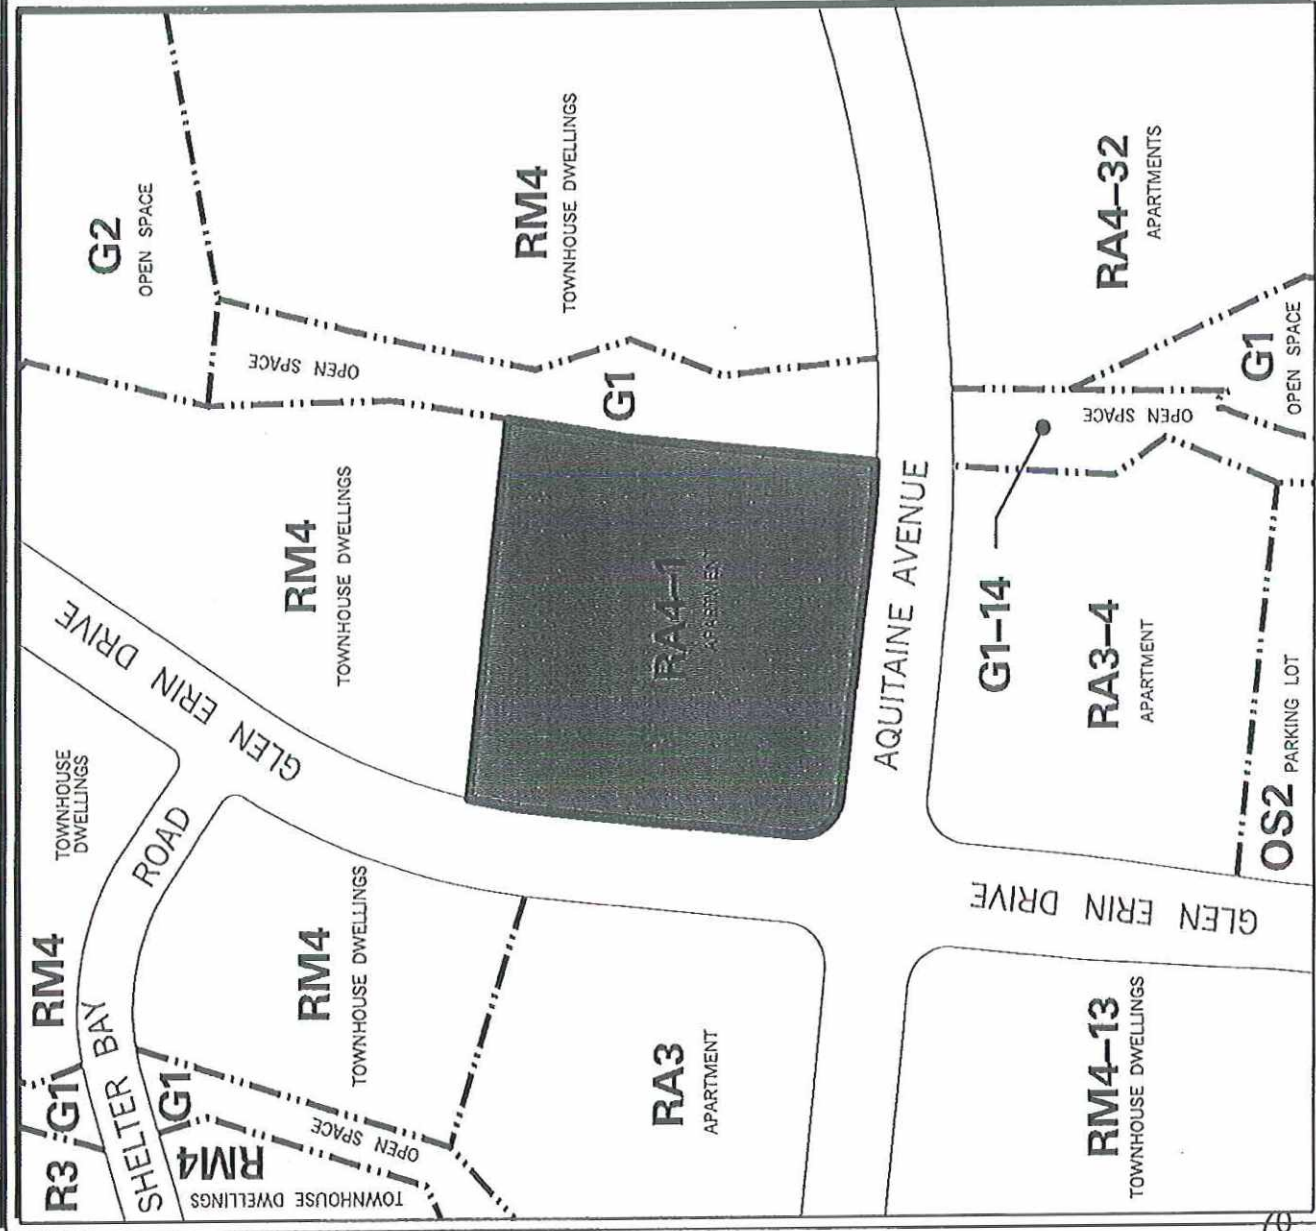 G2
OPEN SPACE
RM4
TOWNHOUSE DWELLINGS
RA4-32
APARTMENTS
OPEN SPACE
G1
G1
OPEN SPACE
OPEN SPACE
RM4
TOWNHOUSE DWELLINGS
RA4-1
APARTMENT
AQUITAINE AVENUE
G1-14
RA3-4
APARTMENT
OS2 PARKING LOT
GLEN ERIN DRIVE
TOWNHOUSE
DWELLINGS
RM4
SHELTER BAY ROAD
RM4
TOWNHOUSE DWELLINGS
RA3
APARTMENT
GLEN ERIN DRIVE
RM4-13
TOWNHOUSE DWELLINGS
R3
G1
G1
OPEN SPACE
RM4
TOWNHOUSE DWELLINGS